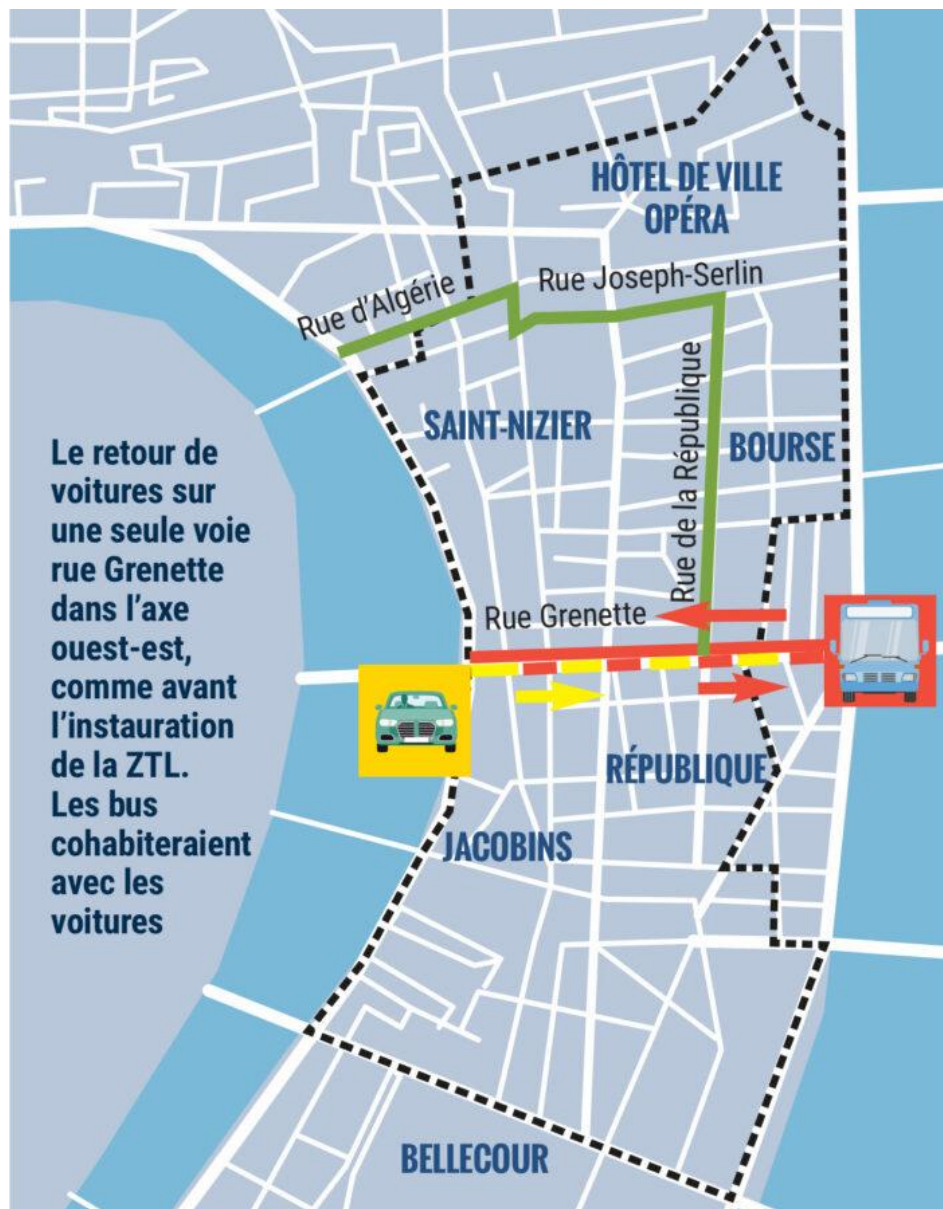 HÔTEL DE VILLE
OPÉRA
Rue d'Algérie
Rue Joseph-Serlin
Rue de la République
SAINT-NIZIER
BOURSE
Le retour de
voitures sur
une seule voie
rue Grenette
dans l'axe
ouest-est,
comme avant
l'instauration
de la ZTL.
Les bus
cohabiteraient
avec les
voitures
Rue Grenette
RÉPUBLIQUE
JACOBINS
BELLECOUR